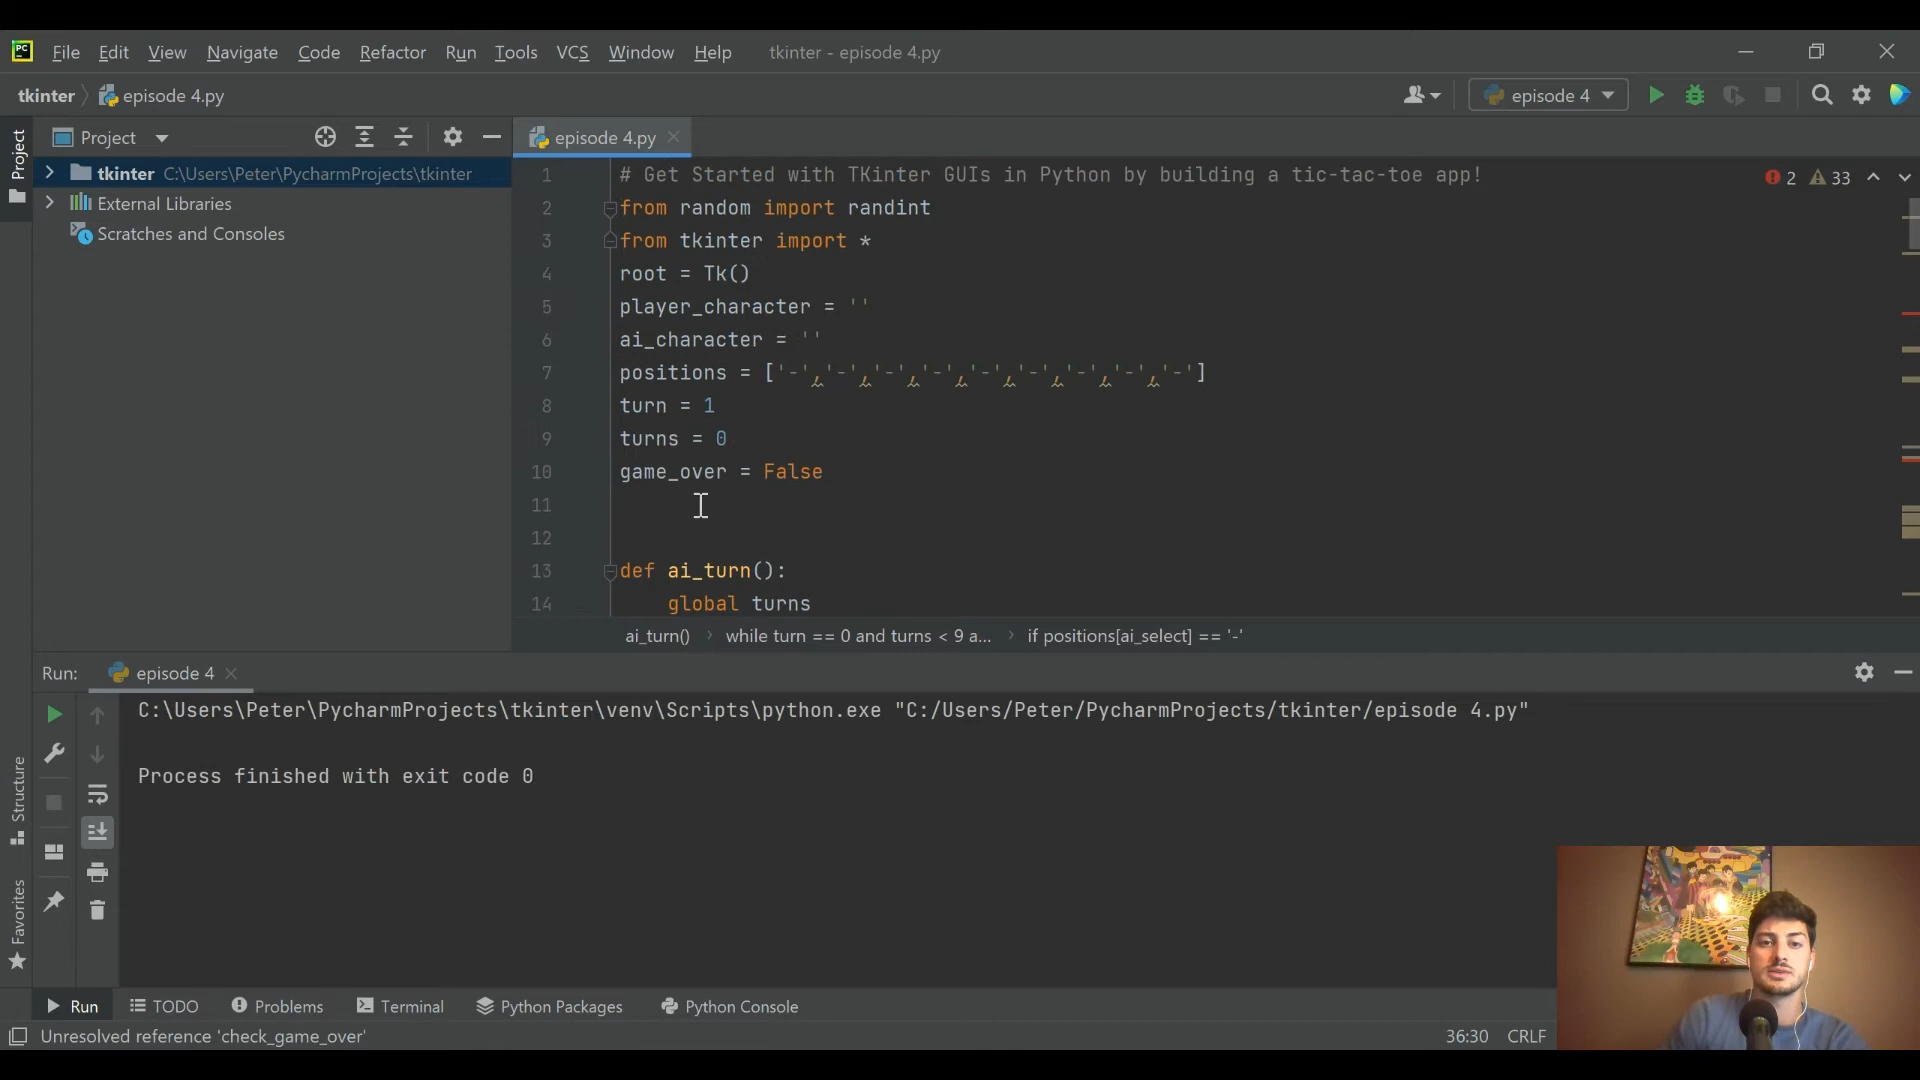 PC File Edit View Navigate Code Refactor Run Tools VCS Window Help tkinter - episode 4.py
tkinter episode 4.py episode 4
Project
Project episode 4.py
tkinter C:\Users\Peter\PycharmProjects\tkinter
External Libraries
Scratches and Consoles
1 # Get Started with TKinter GUIs in Python by building a tic-tac-toe app!
2 from random import randint
3 from tkinter import *
4 root = Tk()
5 player_character = ''
6 ai_character = ''
7 positions = ['-','-','-','-','-','-','-','-','-']
8 turn = 1
9 turns = 0
10 game_over = False
11
12
13 def ai_turn():
14 global turns
2 33
ai_turn() while turn == 0 and turns < 9 a... if positions[ai_select] == '-'
Run: episode 4
C:\Users\Peter\PycharmProjects\tkinter\venv\Scripts\python.exe "C:/Users/Peter/PycharmProjects/tkinter/episode 4.py"
Process finished with exit code 0
Structure
Favorites
Run TODO Problems Terminal Python Packages Python Console
Unresolved reference 'check_game_over' 36:30 CRLF